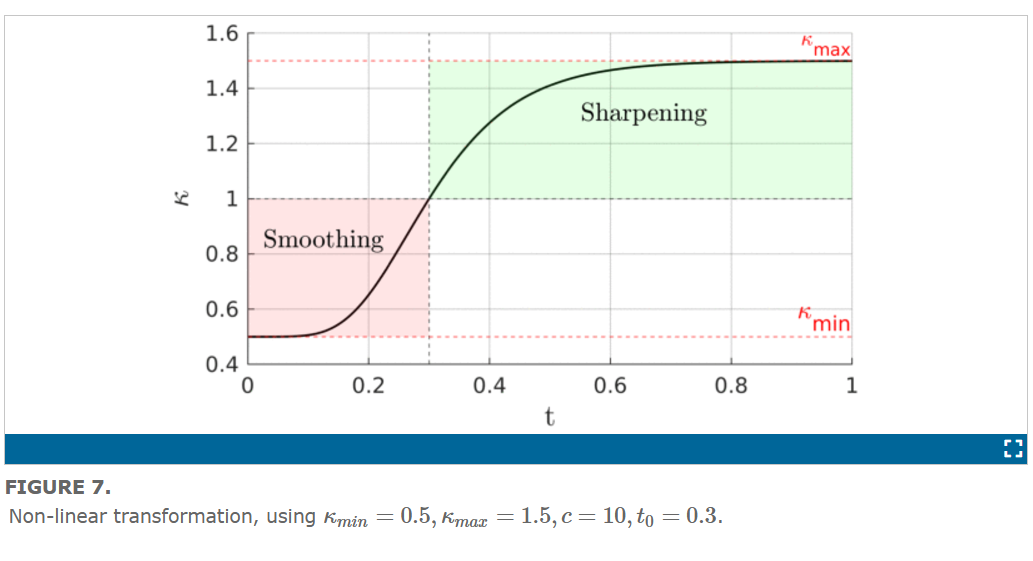 1.6
κmax
1.4
Sharpening
1.2
κ
1
Smoothing
0.8
0.6
κmin
0.4
0 0.2 0.4 0.6 0.8 1
t
FIGURE 7.
Non-linear transformation, using κmin = 0.5, κmax = 1.5, c = 10, t0 = 0.3.